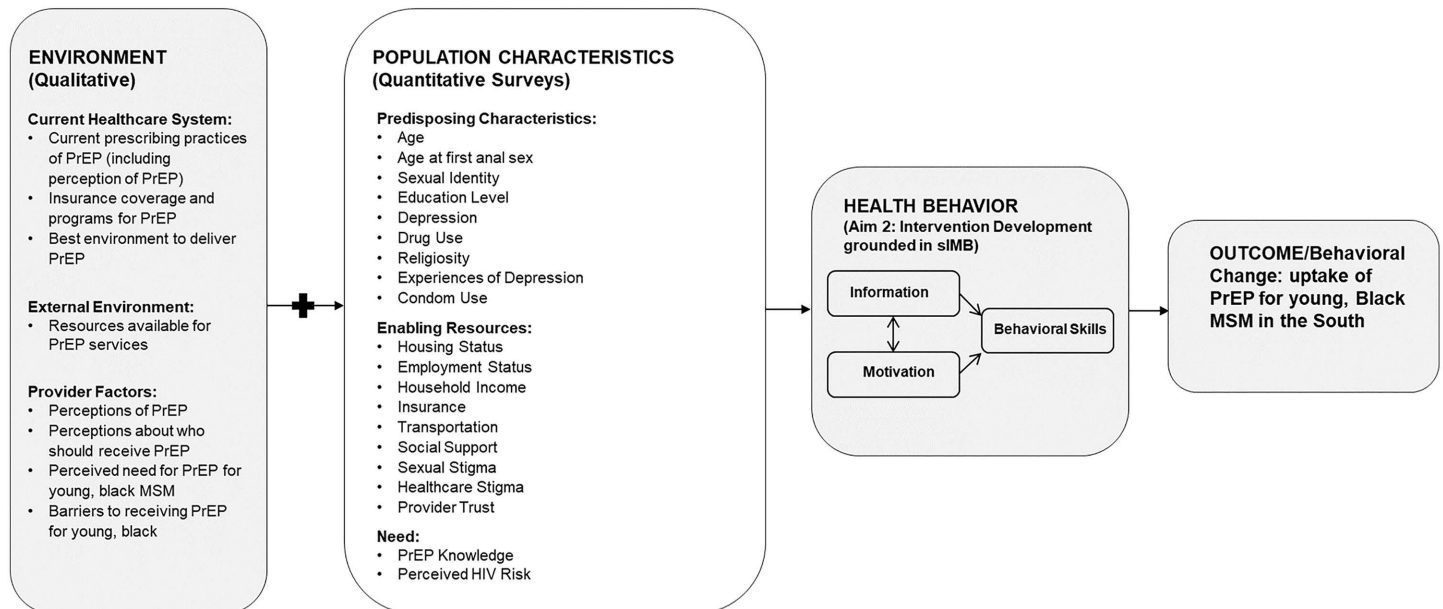 ENVIRONMENT
(Qualitative)
Current Healthcare System:
• Current prescribing practices
of PrEP (including
perception of PrEP)
• Insurance coverage and
programs for PrEP
• Best environment to deliver
PrEP
External Environment:
• Resources available for
PrEP services
Provider Factors:
• Perceptions of PrEP
• Perceptions about who
should receive PrEP
• Perceived need for PrEP for
young, black MSM
• Barriers to receiving PrEP
for young, black
POPULATION CHARACTERISTICS
(Quantitative Surveys)
Predisposing Characteristics:
• Age
• Age at first anal sex
• Sexual Identity
• Education Level
• Depression
• Drug Use
• Religiosity
• Experiences of Depression
• Condom Use
Enabling Resources:
• Housing Status
• Employment Status
• Household Income
• Insurance
• Transportation
• Social Support
• Sexual Stigma
• Healthcare Stigma
• Provider Trust
Need:
• PrEP Knowledge
• Perceived HIV Risk
HEALTH BEHAVIOR
(Aim 2: Intervention Development
grounded in sIMB)
Information
Motivation
Behavioral Skills
OUTCOME/Behavioral
Change: uptake of
PrEP for young, Black
MSM in the South